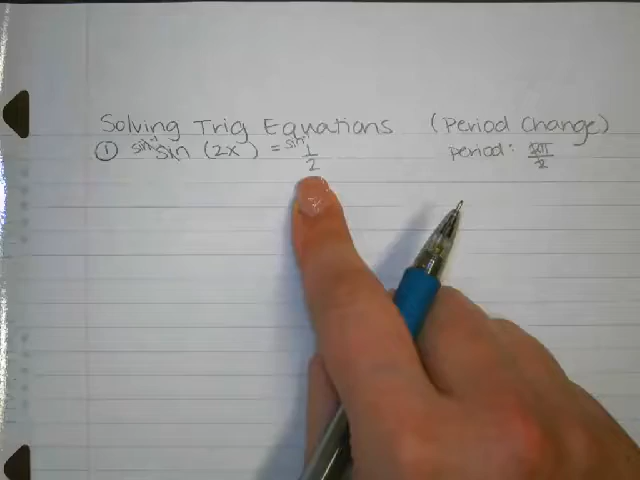 Solving Trig Equations (Period Change)
① sin⁻¹ sin (2x) = sin⁻¹ 1/2 period: 2π/2